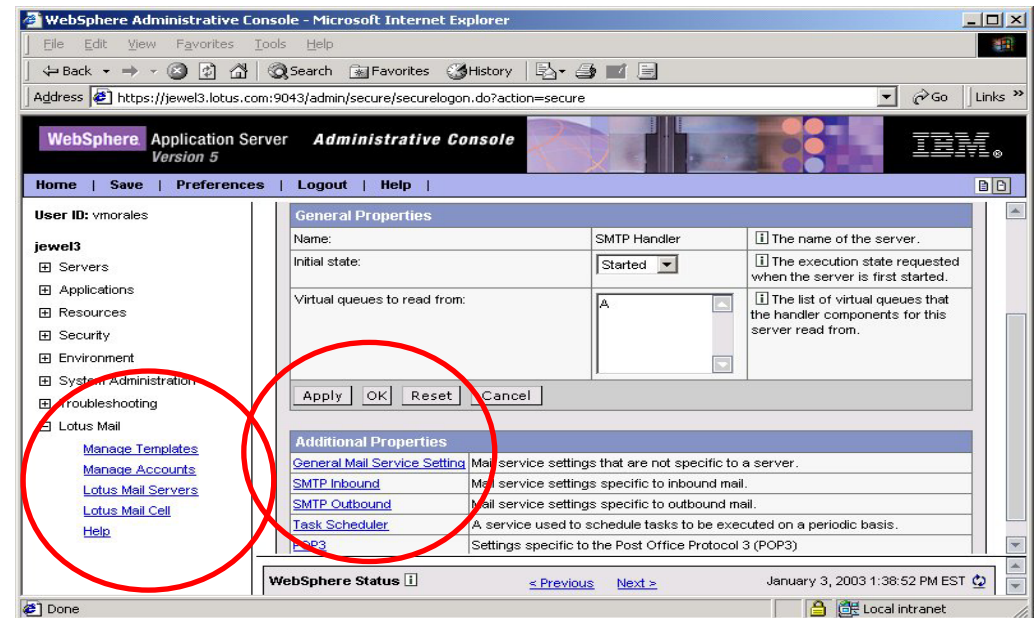 WebSphere Administrative Console - Microsoft Internet Explorer
File Edit View Favorites Tools Help
Back Search Favorites History
Address https://jewel3.lotus.com:9043/admin/secure/securelogon.do?action=secure Go Links »
WebSphere. Application Server Administrative Console
Version 5
IBM®
Home | Save | Preferences | Logout | Help |
User ID: vmorales
jewel3
Servers
Applications
Resources
Security
Environment
System Administration
Troubleshooting
Lotus Mail
Manage Templates
Manage Accounts
Lotus Mail Servers
Lotus Mail Cell
Help
General Properties
Name: SMTP Handler i The name of the server.
Initial state: Started i The execution state requested
when the server is first started.
Virtual queues to read from: A i The list of virtual queues that
the handler components for this
server read from.
Apply OK Reset Cancel
Additional Properties
General Mail Service Setting Mail service settings that are not specific to a server.
SMTP Inbound Mail service settings specific to inbound mail.
SMTP Outbound Mail service settings specific to outbound mail.
Task Scheduler A service used to schedule tasks to be executed on a periodic basis.
POP3 Settings specific to the Post Office Protocol 3 (POP3)
WebSphere Status i < Previous Next > January 3, 2003 1:38:52 PM EST
Done Local intranet